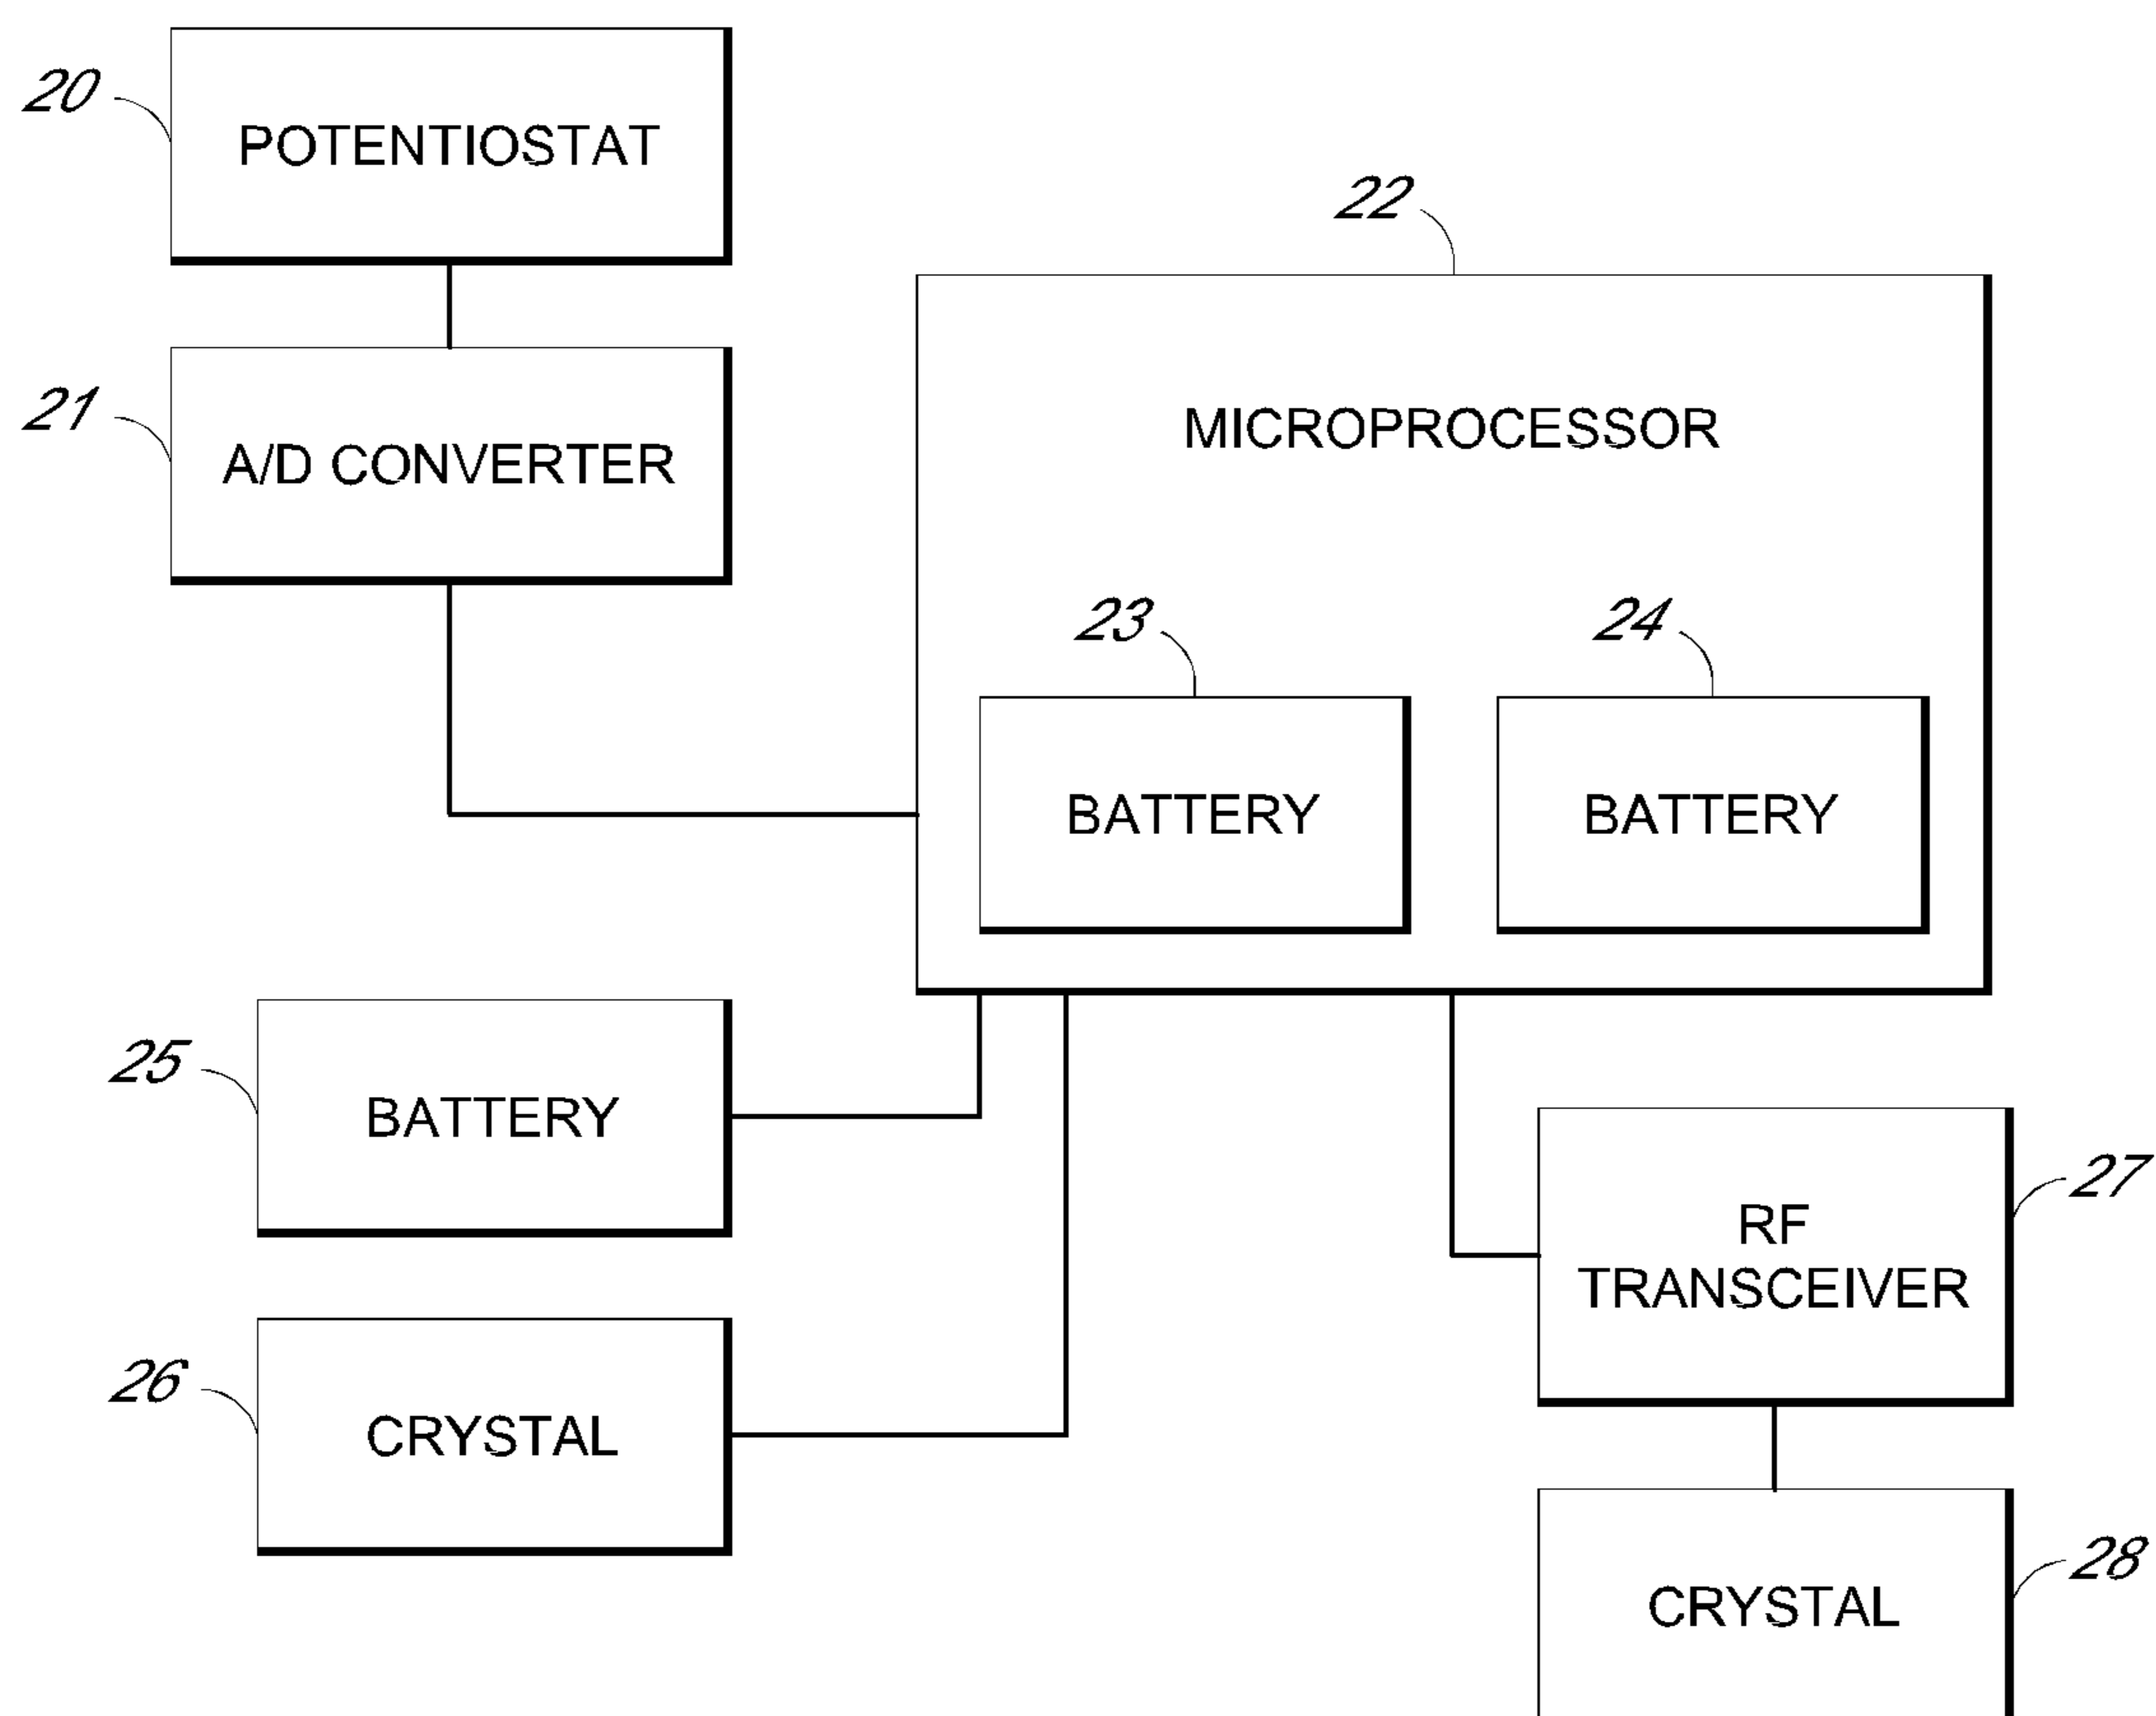 20
POTENTIOSTAT
21
A/D CONVERTER
22
MICROPROCESSOR
23
BATTERY
24
BATTERY
25
BATTERY
26
CRYSTAL
27
RF
TRANSCEIVER
28
CRYSTAL